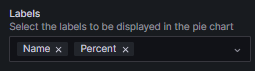 Labels
Select the labels to be displayed in the pie chart
Name × Percent ×